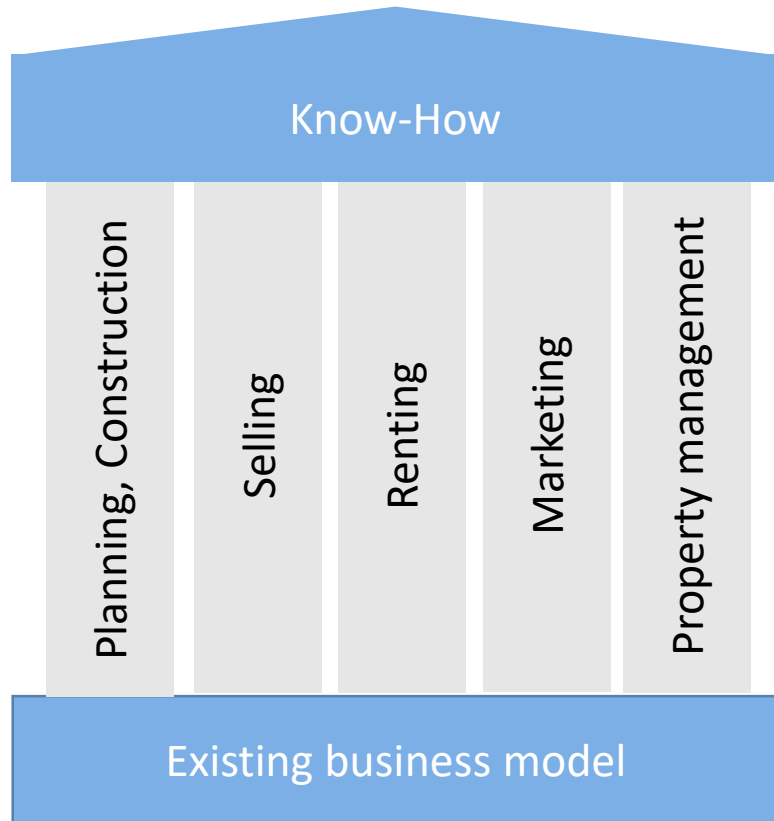 Know-How
Planning, Construction
Selling
Renting
Marketing
Property management
Existing business model